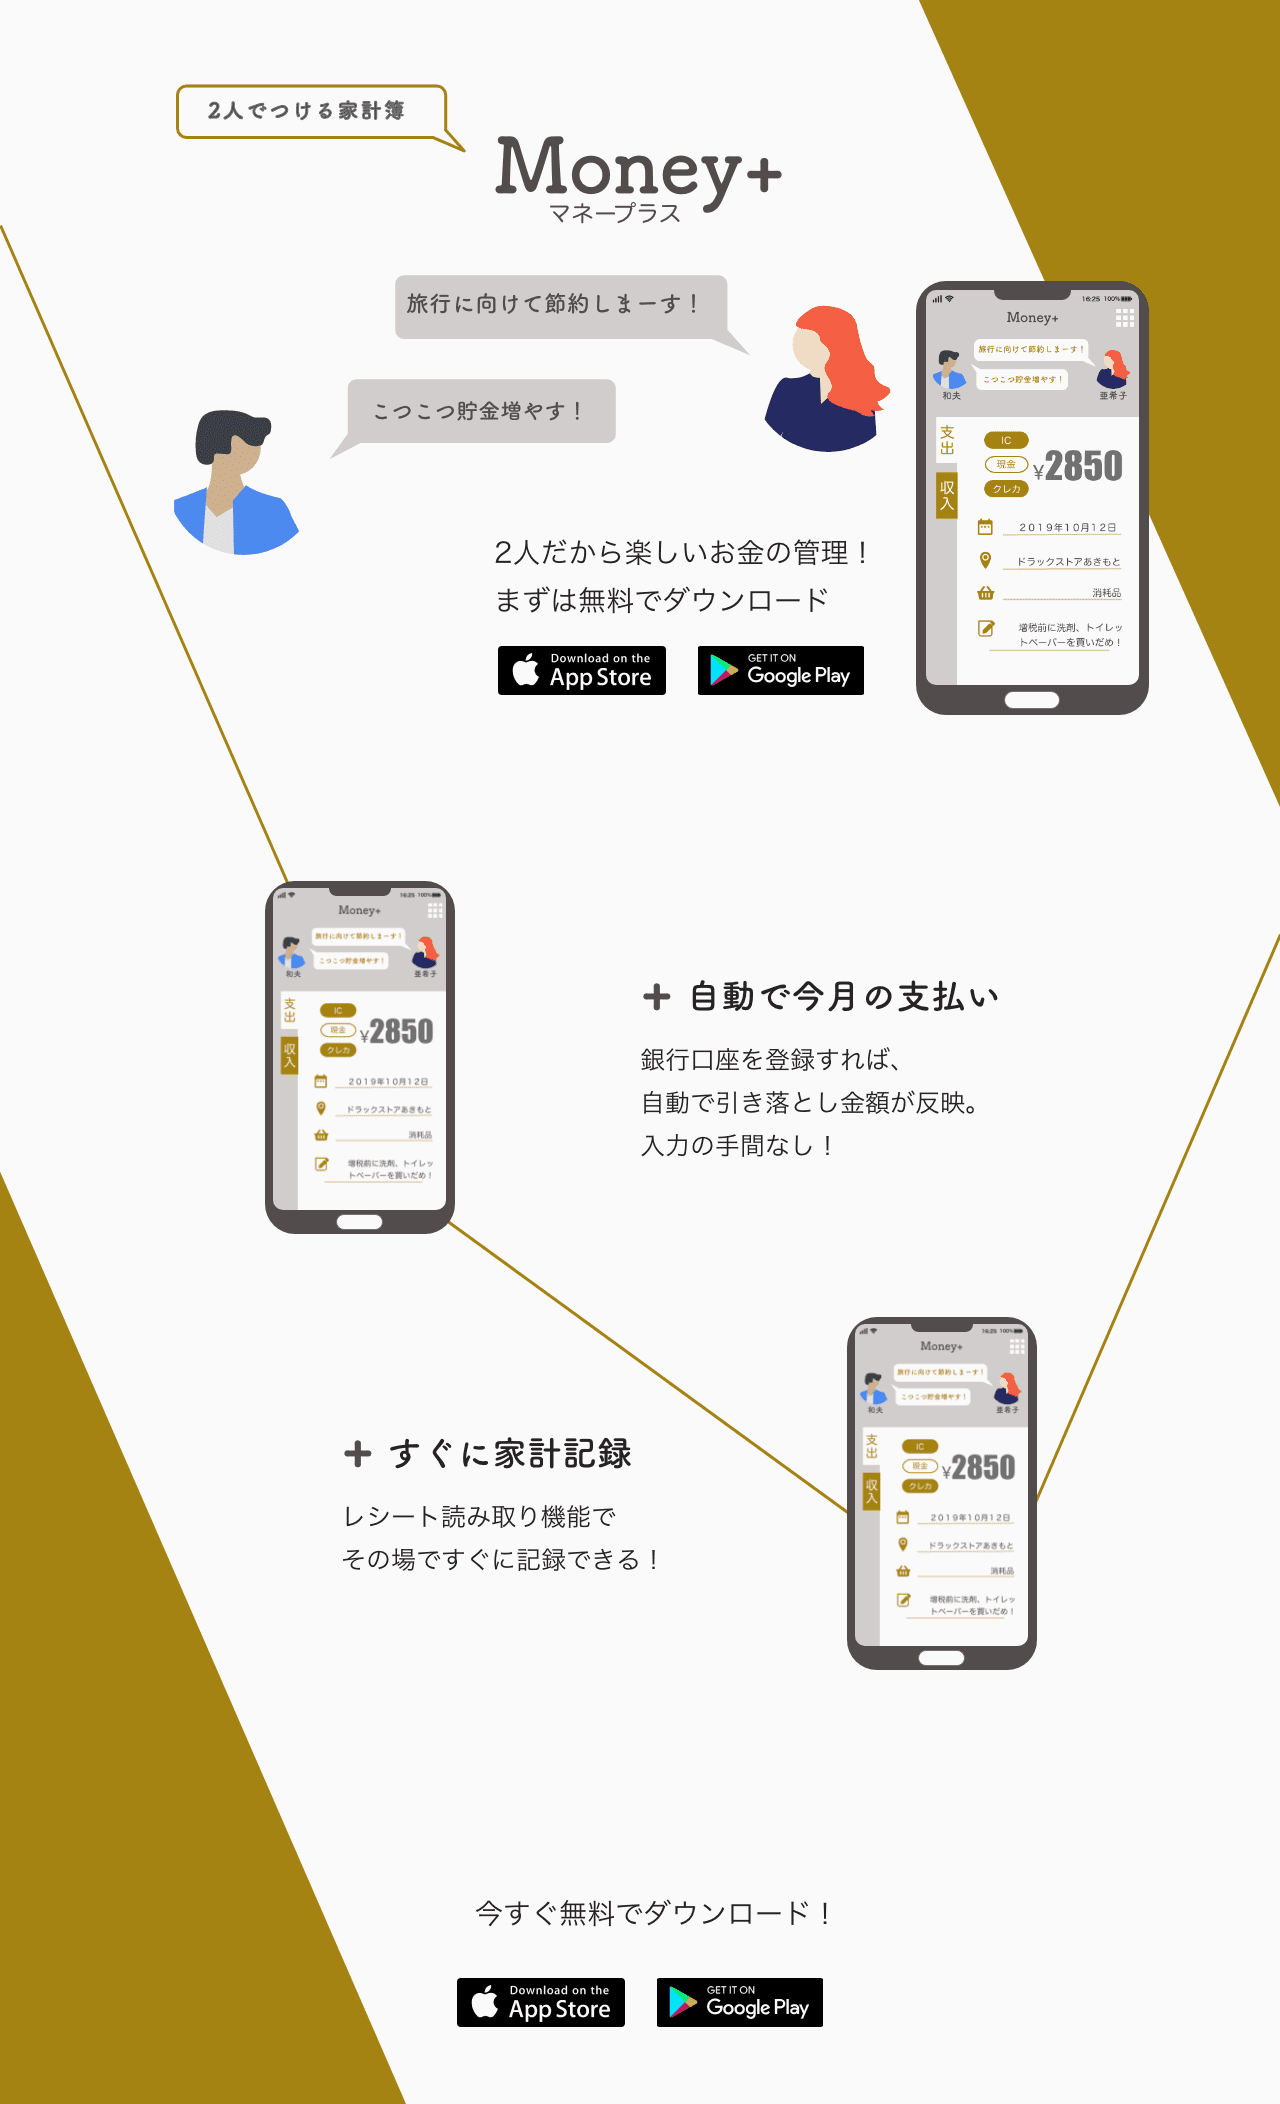 2人でつける家計簿
Money+
マネープラス
旅行に向けて節約しまーす！
こつこつ貯金増やす！
2人だから楽しいお金の管理！
まずは無料でダウンロード
Download on the
App Store
GET IT ON
Google Play
16:25 100%
Money+
旅行に向けて節約しまーす！
こつこつ貯金増やす！
和夫
亜希子
支出
収入
IC
現金
クレカ
¥2850
2019年10月12日
ドラックストアあきもと
消耗品
増税前に洗剤、トイレッ
トペーパーを買いだめ！
16:25 100%
Money+
旅行に向けて節約しまーす！
こつこつ貯金増やす！
和夫
亜希子
支出
収入
IC
現金
クレカ
¥2850
2019年10月12日
ドラックストアあきもと
消耗品
増税前に洗剤、トイレッ
トペーパーを買いだめ！
+ 自動で今月の支払い
銀行口座を登録すれば、
自動で引き落とし金額が反映。
入力の手間なし！
+ すぐに家計記録
レシート読み取り機能で
その場ですぐに記録できる！
16:25 100%
Money+
旅行に向けて節約しまーす！
こつこつ貯金増やす！
和夫
亜希子
支出
収入
IC
現金
クレカ
¥2850
2019年10月12日
ドラックストアあきもと
消耗品
増税前に洗剤、トイレッ
トペーパーを買いだめ！
今すぐ無料でダウンロード！
Download on the
App Store
GET IT ON
Google Play